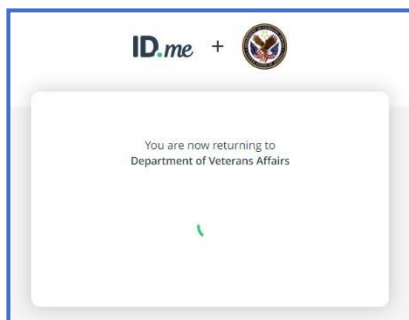 ID.me +
You are now returning to
Department of Veterans Affairs